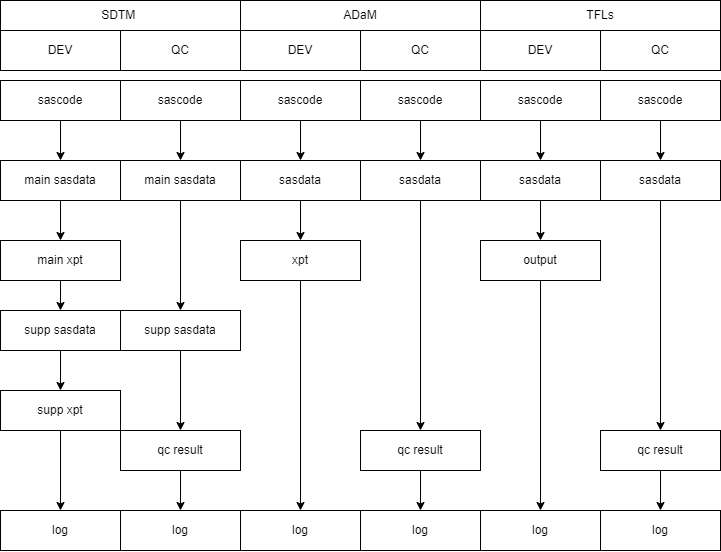 SDTM ADaM TFLs
DEV QC DEV QC DEV QC
sascode sascode sascode sascode sascode sascode
main sasdata main sasdata sasdata sasdata sasdata sasdata
main xpt xpt output
supp sasdata supp sasdata
supp xpt
qc result qc result qc result
log log log log log log